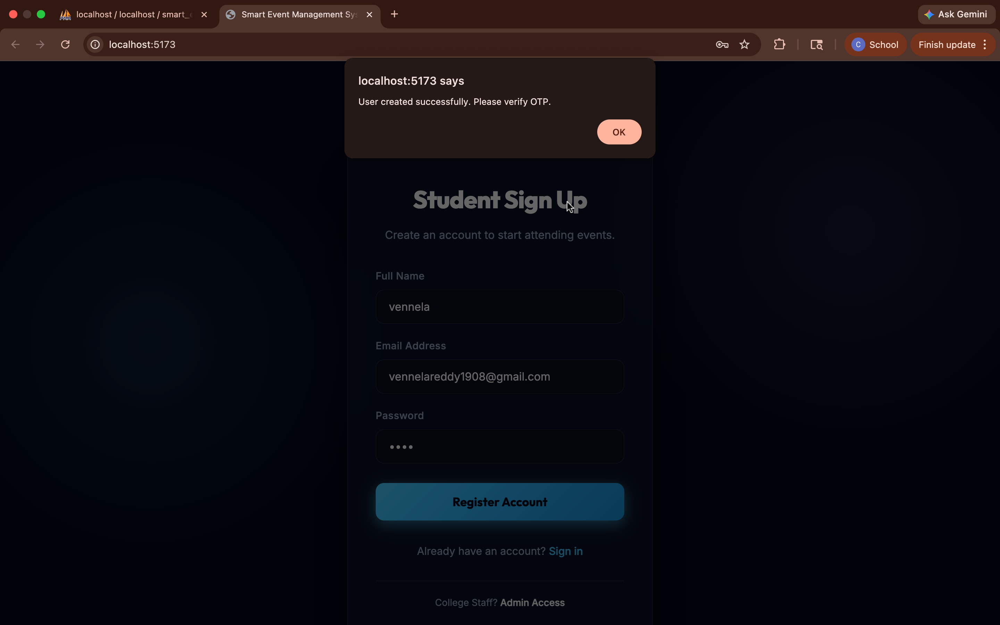 localhost / localhost / smart_e
Smart Event Management Sys
Ask Gemini
localhost:5173
C School
Finish update
localhost:5173 says
User created successfully. Please verify OTP.
OK
Student Sign Up
Create an account to start attending events.
Full Name
vennela
Email Address
vennelareddy1908@gmail.com
Password
••••
Register Account
Already have an account? Sign in
College Staff? Admin Access